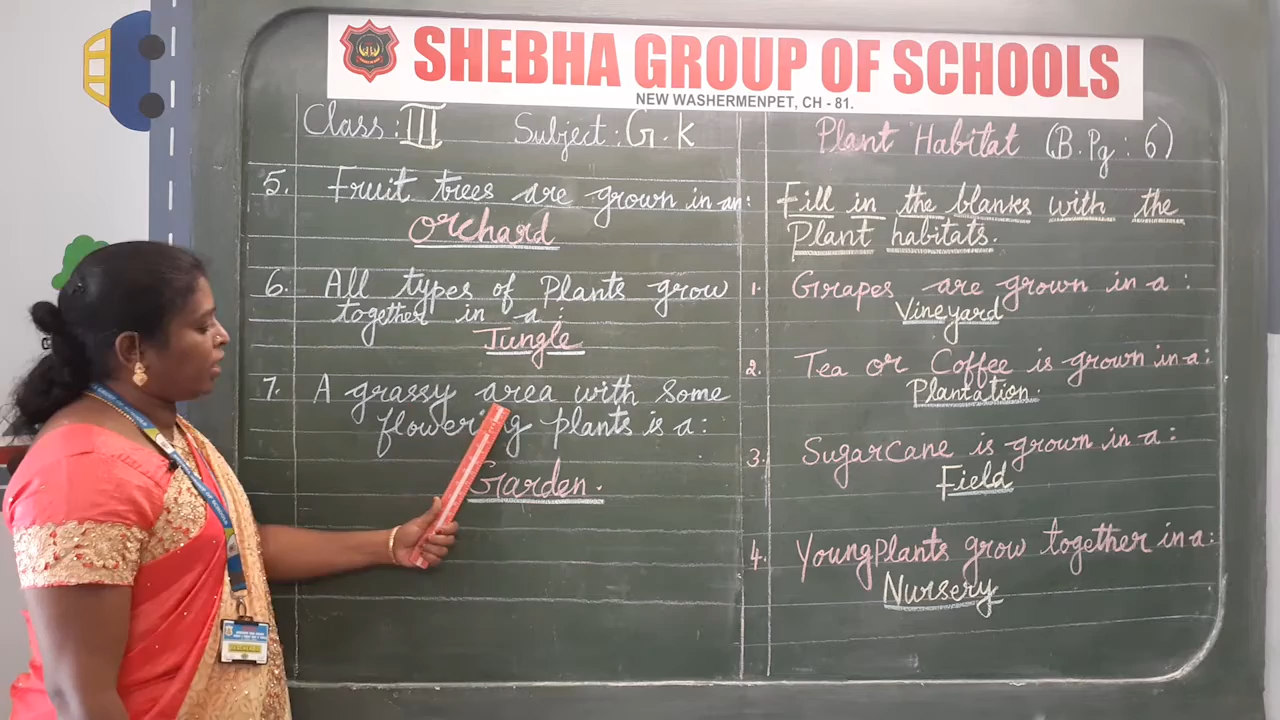 SHEBHA GROUP OF SCHOOLS
NEW WASHERMENPET, CH - 81.
Class : III Subject : G.K
Plant Habitat (B.Pg : 6)
Fill in the blanks with the
Plant habitats.
1. Grapes are grown in a :
Vineyard
2. Tea or Coffee is grown in a :
Plantation.
3. Sugarcane is grown in a :
Field
4. Young Plants grow together in a :
Nursery
5. Fruit trees are grown in an :
Orchard
6. All types of Plants grow
together in a :
Jungle
7. A grassy area with some
flowering plants is a :
Garden.